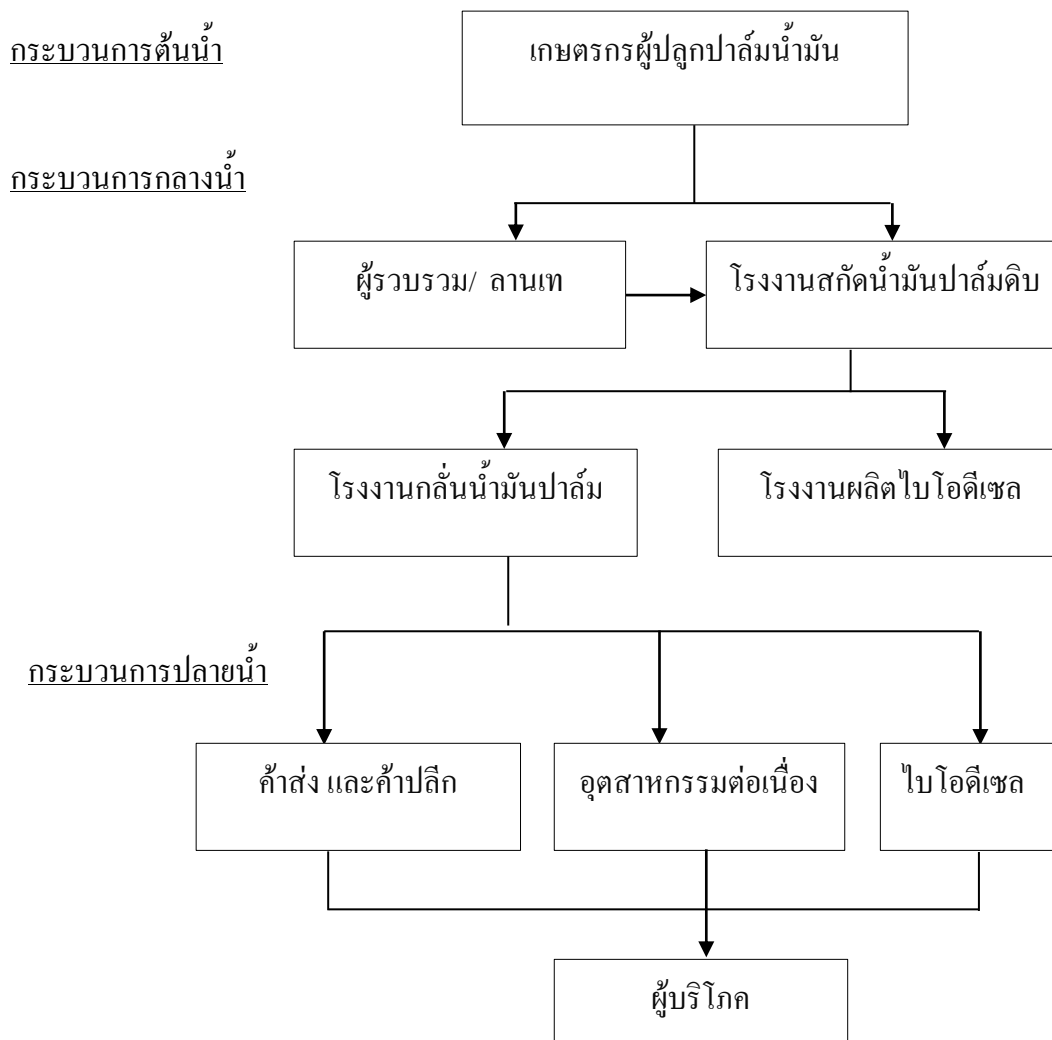 กระบวนการต้นน้ำ
เกษตรกรผู้ปลูกปาล์มน้ำมัน
กระบวนการกลางน้ำ
ผู้รวบรวม/ ลานเท
โรงงานสกัดน้ำมันปาล์มดิบ
โรงงานกลั่นน้ำมันปาล์ม
โรงงานผลิตไบโอดีเซล
กระบวนการปลายน้ำ
ค้าส่ง และค้าปลีก
อุตสาหกรรมต่อเนื่อง
ไบโอดีเซล
ผู้บริโภค